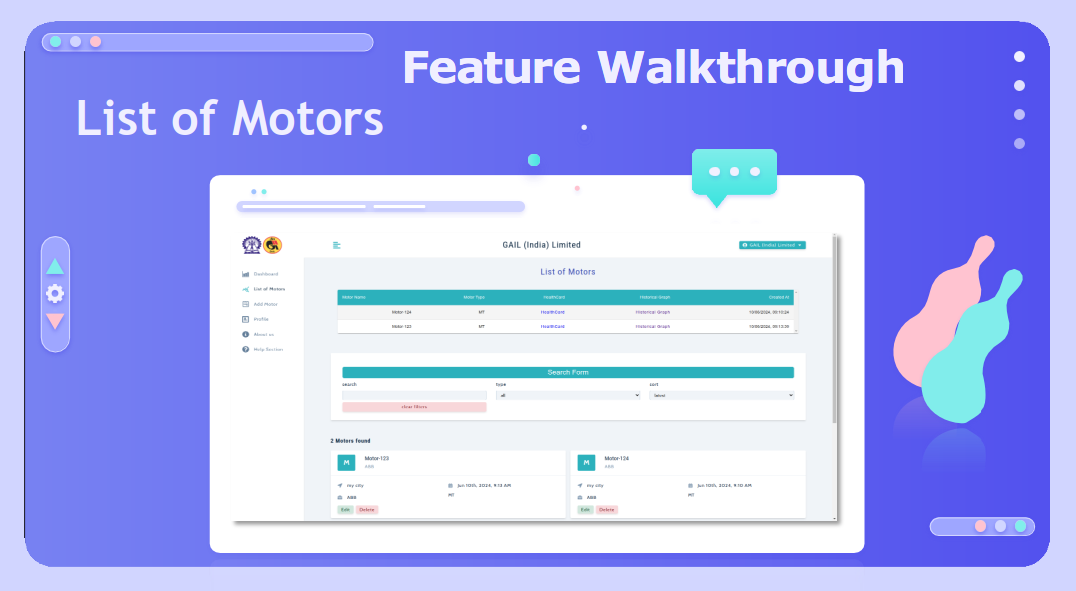 Feature Walkthrough
List of Motors
GAIL (India) Limited
GAIL (India) Limited
Dashboard
List of Motors
Add Motor
Profile
About us
Help Section
List of Motors
Motor Name Motor Type HealthCard Historical Graph Created At
Motor-124 MT HealthCard Historical Graph 10/06/2024, 09:10:24
Motor-123 MT HealthCard Historical Graph 10/06/2024, 09:13:39
Search Form
search type sort
all latest
clear filters
2 Motors found
M Motor-123
ABB
my city Jun 10th, 2024, 9:13 AM
ABB MT
Edit Delete
M Motor-124
ABB
my city Jun 10th, 2024, 9:10 AM
ABB MT
Edit Delete